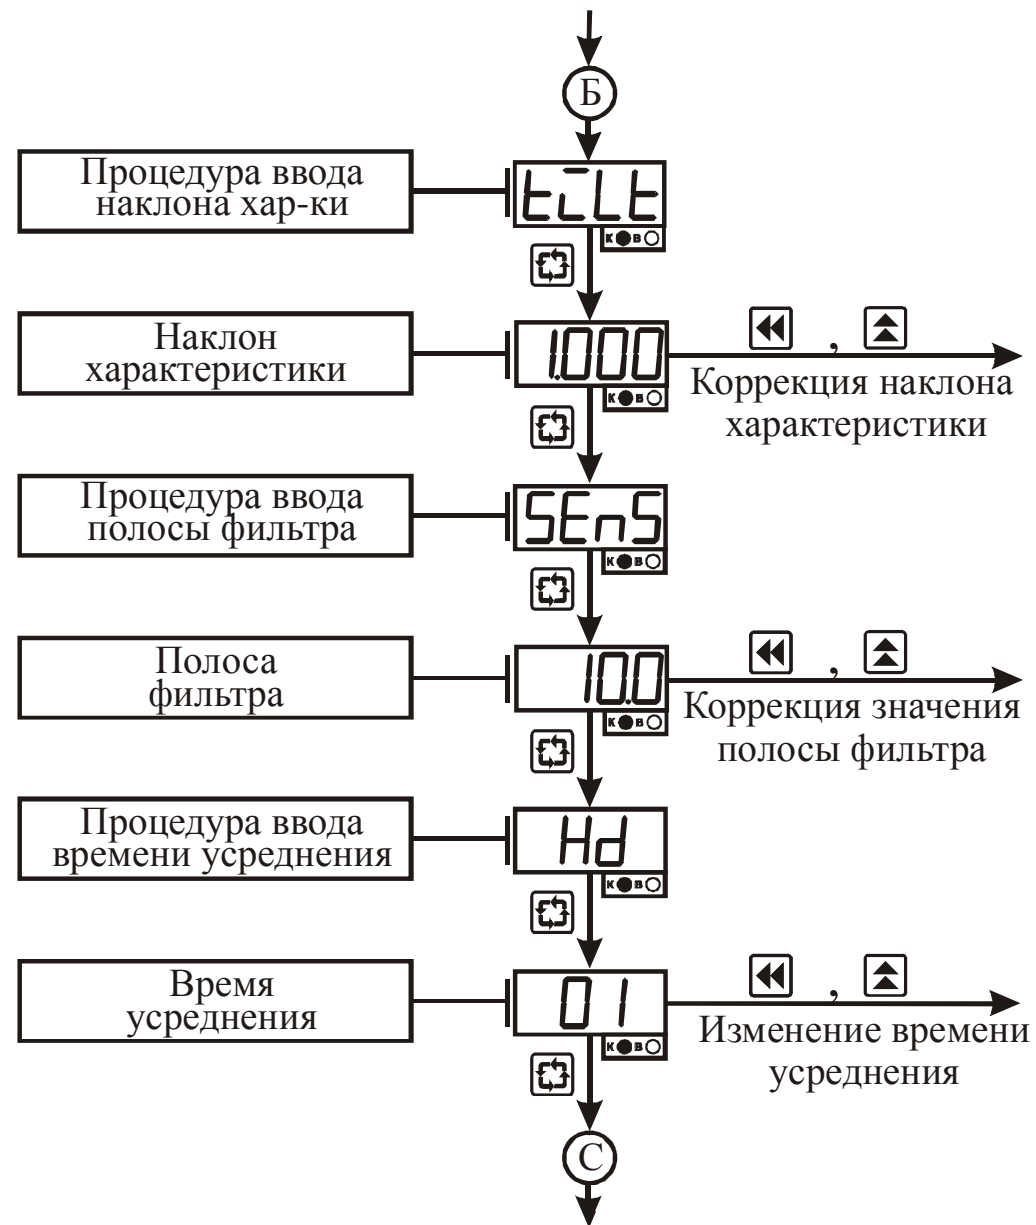 Б
Процедура ввода
наклона хар-ки
tiLt
К В
Наклон
характеристики
1.000
К В
,
Коррекция наклона
характеристики
Процедура ввода
полосы фильтра
SEnS
К В
Полоса
фильтра
10.0
К В
,
Коррекция значения
полосы фильтра
Процедура ввода
времени усреднения
Hd
К В
Время
усреднения
01
К В
,
Изменение времени
усреднения
С